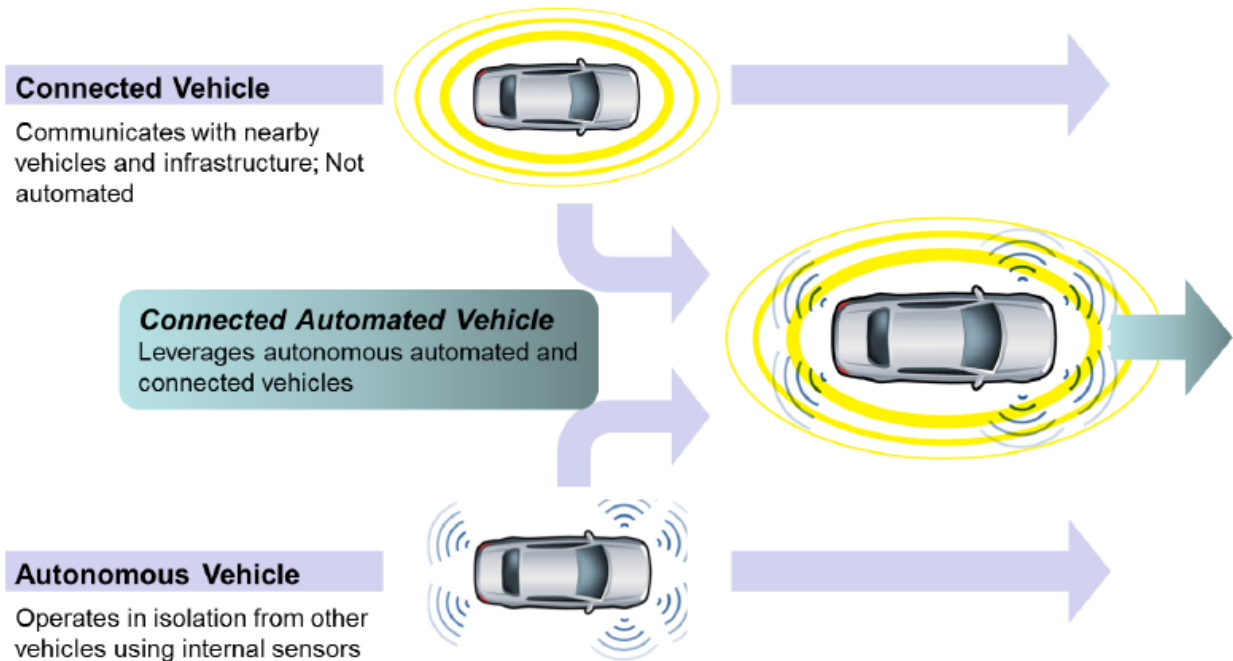 Connected Vehicle
Communicates with nearby
vehicles and infrastructure; Not
automated
Connected Automated Vehicle
Leverages autonomous automated and
connected vehicles
Autonomous Vehicle
Operates in isolation from other
vehicles using internal sensors